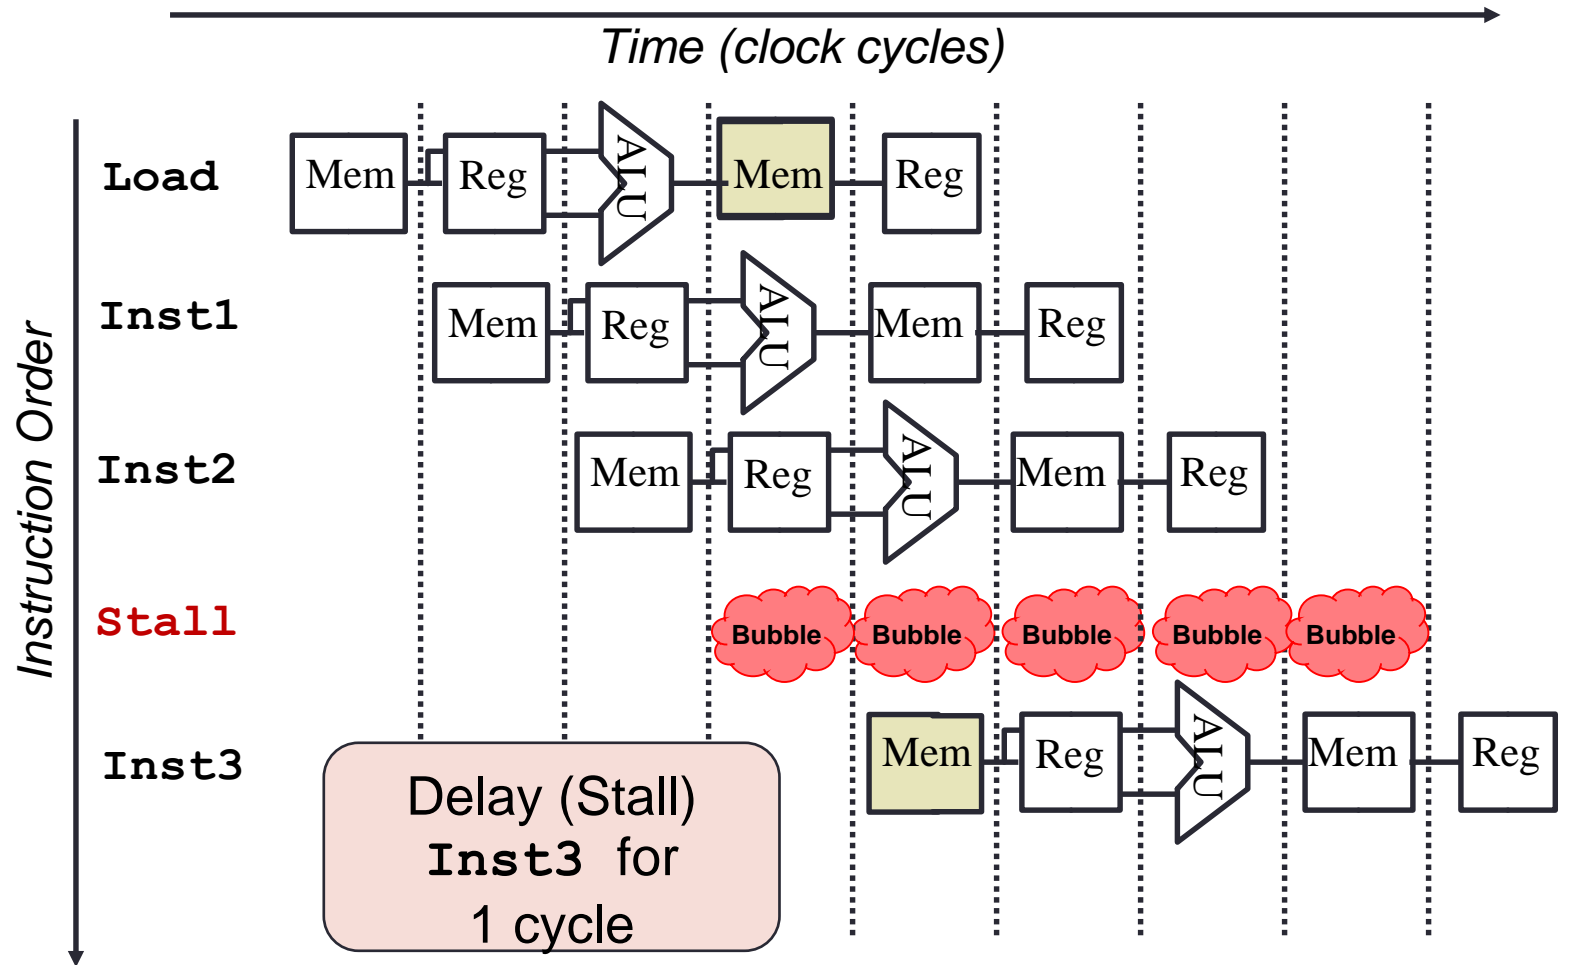 Time (clock cycles)
Instruction Order
Load
Mem
Reg
ALU
Mem
Reg
Inst1
Mem
Reg
ALU
Mem
Reg
Inst2
Mem
Reg
ALU
Mem
Reg
Stall
Bubble
Bubble
Bubble
Bubble
Bubble
Inst3
Mem
Reg
ALU
Mem
Reg
Delay (Stall)
Inst3 for
1 cycle